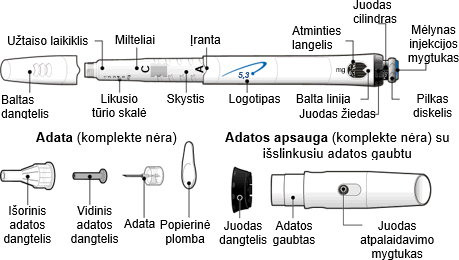 Juodas
cilindras
Užtaiso laikiklis
Milteliai
Įranta
Atminties
langelis
Mėlynas
injekcijos
mygtukas
C
A
5,3
mg
Baltas
dangtelis
Likusio
tūrio skalė
Skystis
Logotipas
Balta linija
Juodas žiedas
Pilkas
diskelis
Adata (komplekte nėra)
Adatos apsauga (komplekte nėra) su
išslinkusiu adatos gaubtu
Išorinis
adatos
dangtelis
Vidinis
adatos
dangtelis
Adata
Popierinė
plomba
Juodas
dangtelis
Adatos
gaubtas
Juodas
atpalaidavimo
mygtukas